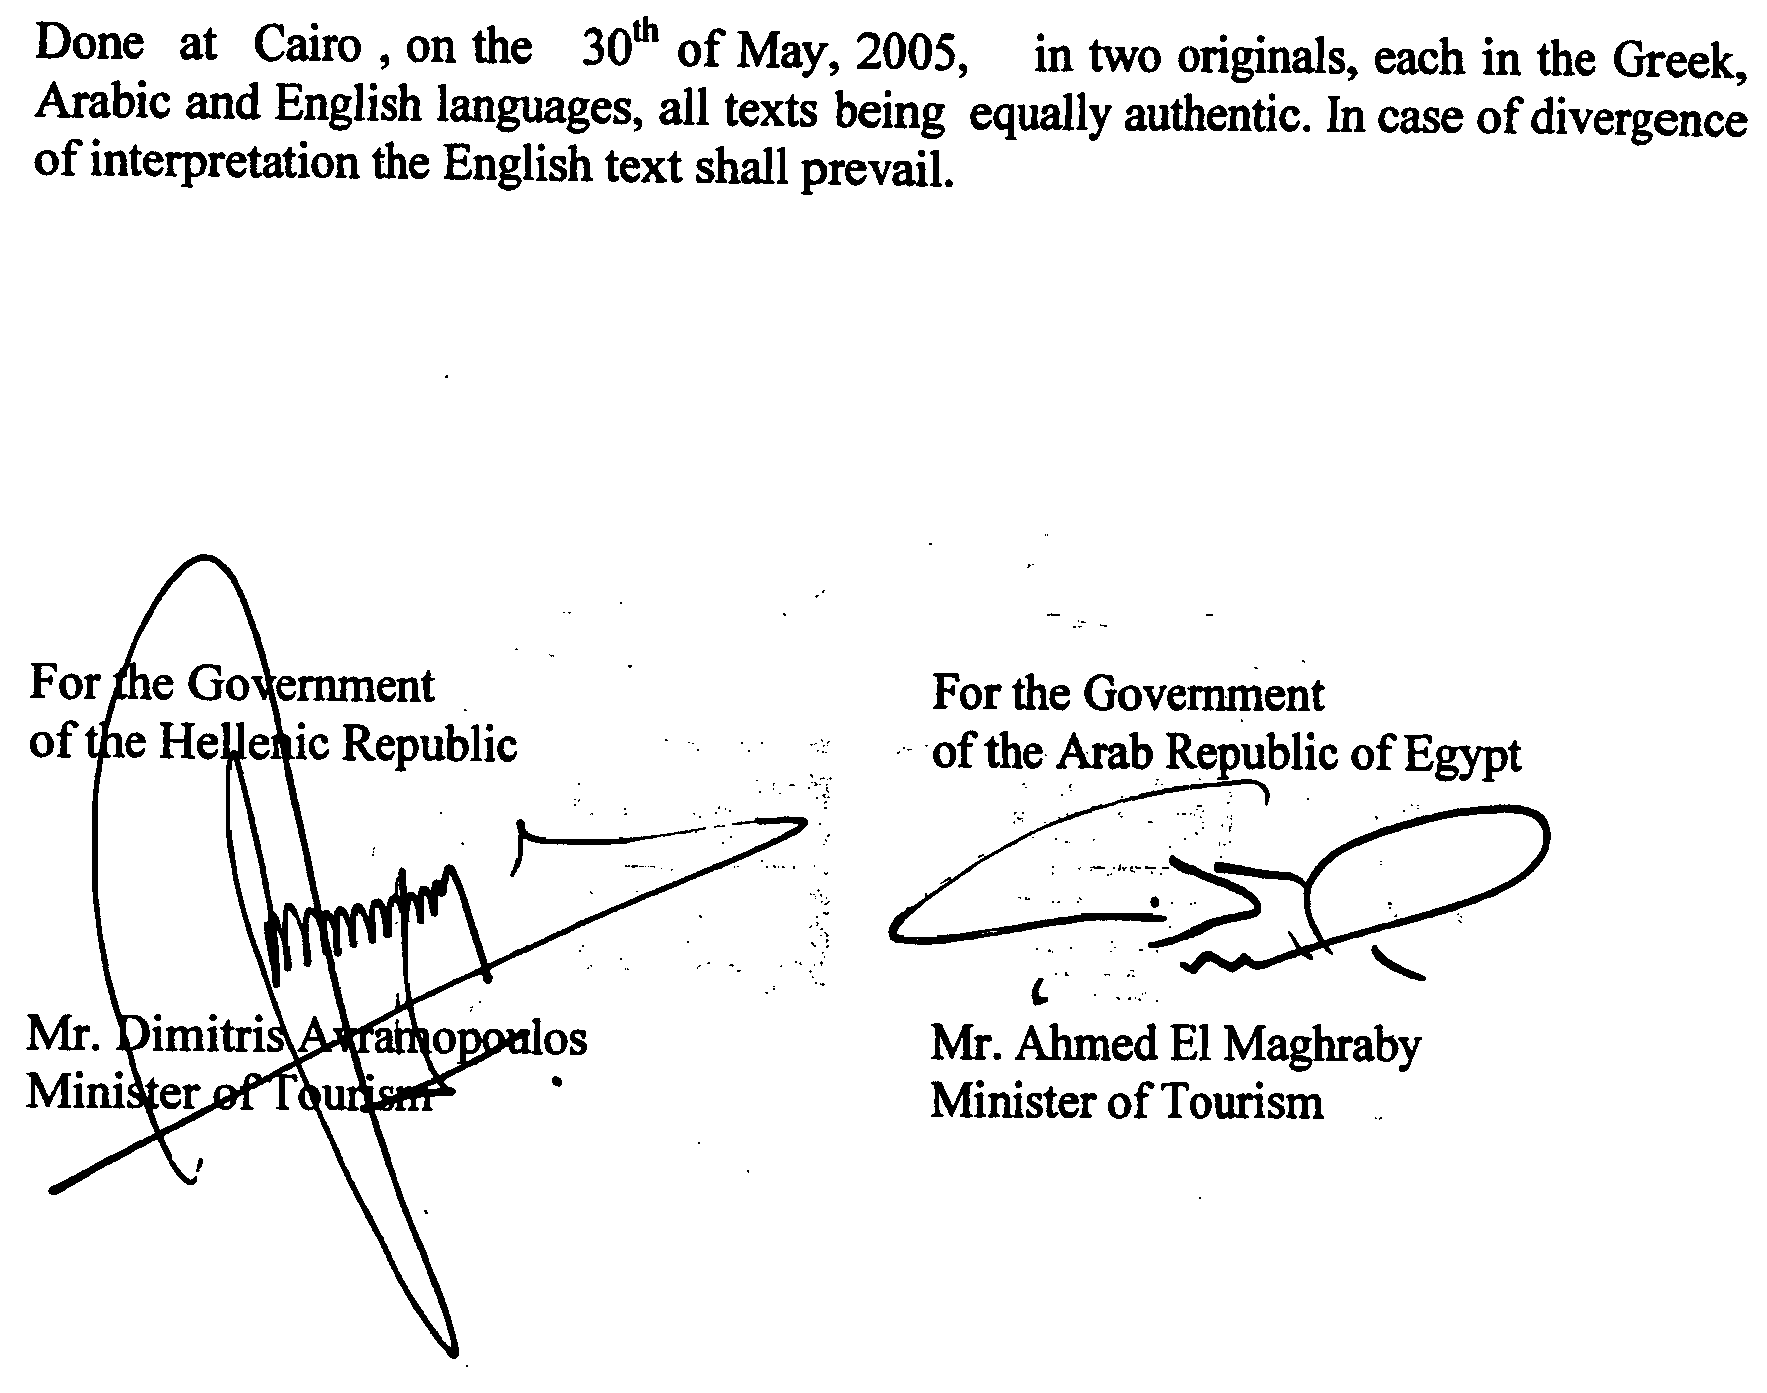 Done at Cairo , on the 30th of May, 2005, in two originals, each in the Greek,
Arabic and English languages, all texts being equally authentic. In case of divergence
of interpretation the English text shall prevail.
For the Government
of the Hellenic Republic
Mr. Dimitris Avramopoulos
Minister of Tourism
For the Government
of the Arab Republic of Egypt
Mr. Ahmed El Maghraby
Minister of Tourism